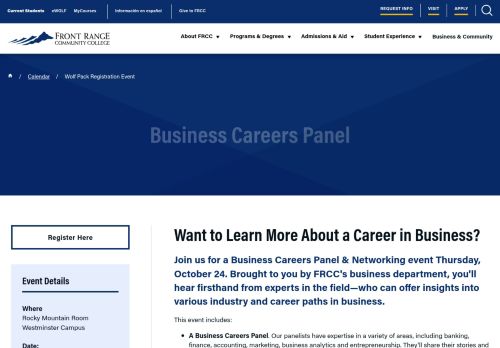 Current Students eWOLF MyCourses Información en español Give to FRCC REQUEST INFO VISIT APPLY
FRONT RANGE
COMMUNITY COLLEGE
About FRCC Programs & Degrees Admissions & Aid Student Experience Business & Community
/ Calendar / Wolf Pack Registration Event
Business Careers Panel
Register Here
Event Details
Where
Rocky Mountain Room
Westminster Campus
Date:
Want to Learn More About a Career in Business?
Join us for a Business Careers Panel & Networking event Thursday,
October 24. Brought to you by FRCC's business department, you'll
hear firsthand from experts in the field—who can offer insights into
various industry and career paths in business.
This event includes:
• A Business Careers Panel. Our panelists have expertise in a variety of areas, including banking,
finance, accounting, marketing, business analytics and entrepreneurship. They'll share their stories and